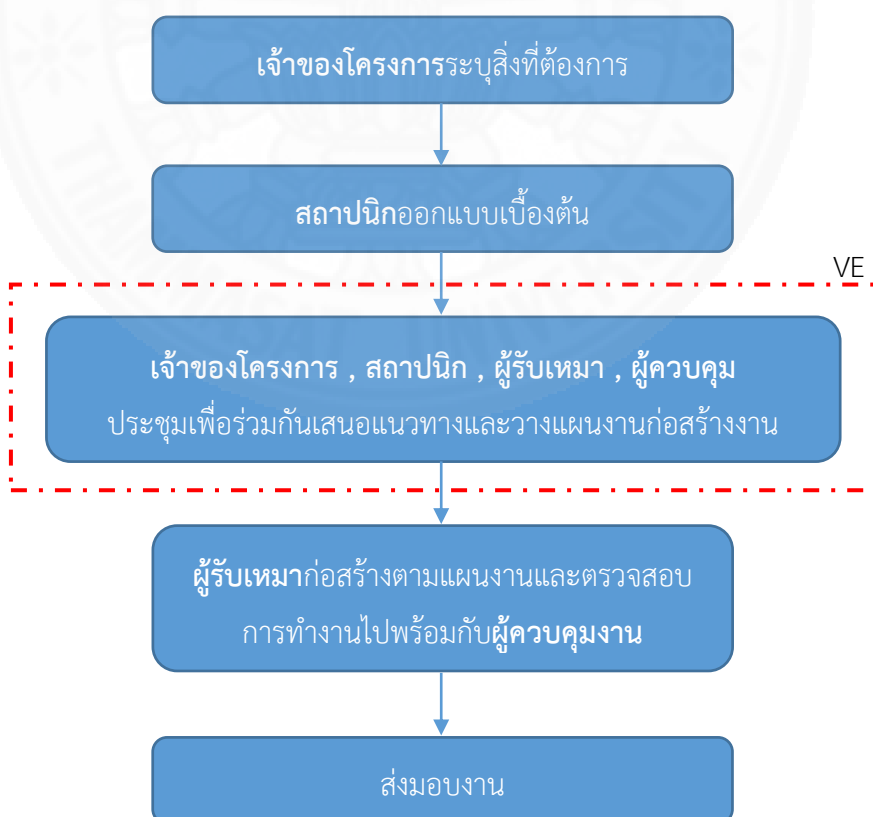 เจ้าของโครงการระบุสิ่งที่ต้องการ
สถาปนิกออกแบบเบื้องต้น
VE
เจ้าของโครงการ , สถาปนิก , ผู้รับเหมา , ผู้ควบคุม
ประชุมเพื่อร่วมกันเสนอแนวทางและวางแผนงานก่อสร้างงาน
ผู้รับเหมาก่อสร้างตามแผนงานและตรวจสอบ
การทำงานไปพร้อมกับผู้ควบคุมงาน
ส่งมอบงาน